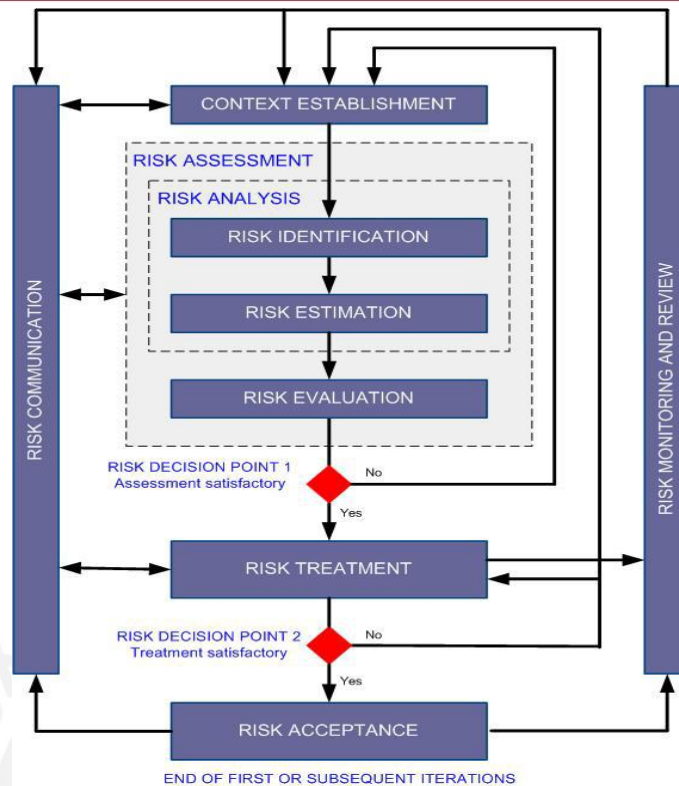 CONTEXT ESTABLISHMENT
RISK ASSESSMENT
RISK ANALYSIS
RISK IDENTIFICATION
RISK ESTIMATION
RISK EVALUATION
RISK COMMUNICATION
RISK MONITORING AND REVIEW
RISK DECISION POINT 1
Assessment satisfactory
No
Yes
RISK TREATMENT
RISK DECISION POINT 2
Treatment satisfactory
No
Yes
RISK ACCEPTANCE
END OF FIRST OR SUBSEQUENT ITERATIONS